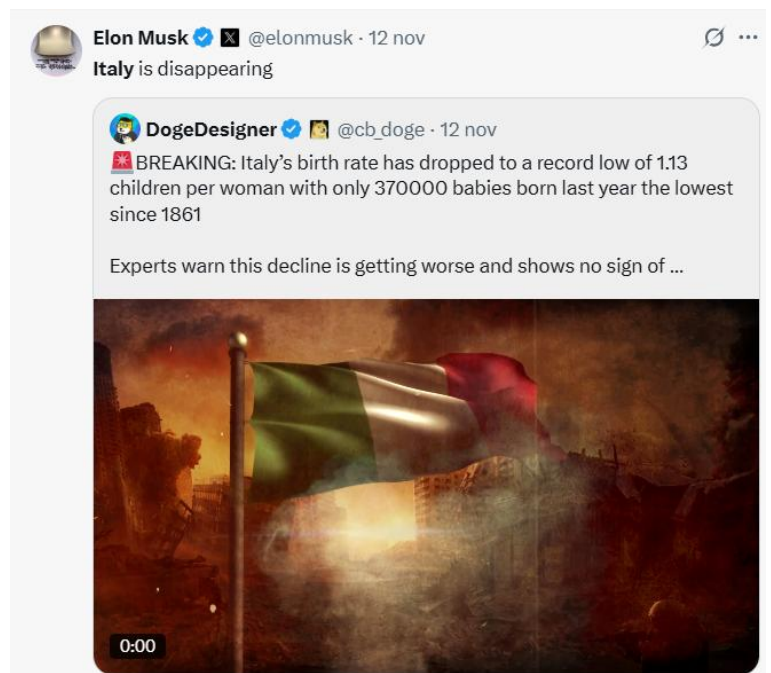 Elon Musk @elonmusk · 12 nov
Italy is disappearing
DogeDesigner @cb_doge · 12 nov
🚨BREAKING: Italy’s birth rate has dropped to a record low of 1.13
children per woman with only 370000 babies born last year the lowest
since 1861
Experts warn this decline is getting worse and shows no sign of ...
0:00